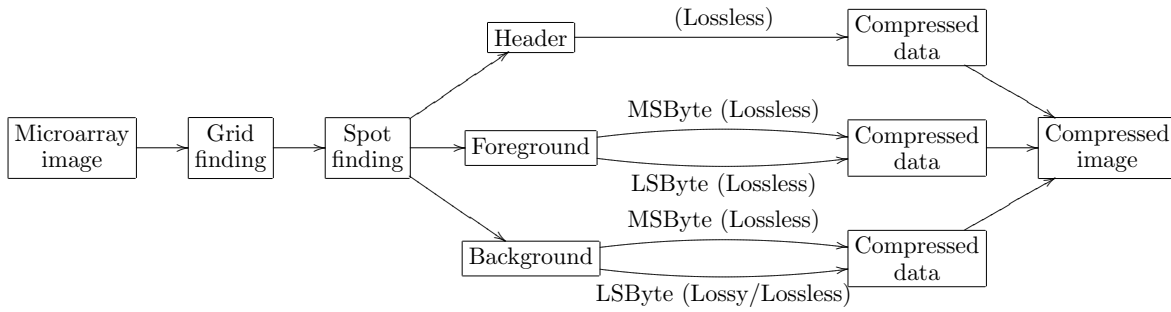 (Lossless)
Header
Compressed
data
MSByte (Lossless)
Microarray
image
Grid
finding
Spot
finding
Foreground
Compressed
data
Compressed
image
LSByte (Lossless)
MSByte (Lossless)
Background
Compressed
data
LSByte (Lossy/Lossless)